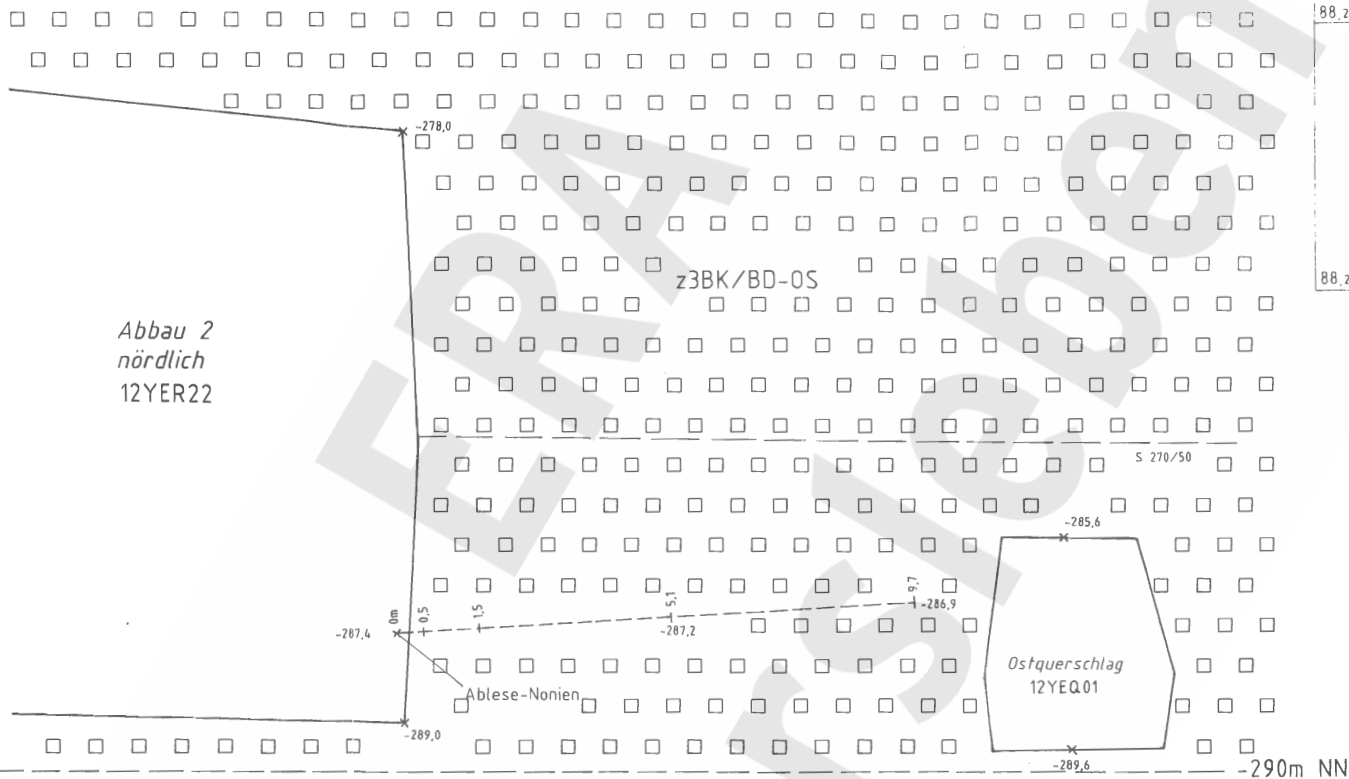 88,2
-278,0
z3BK/BD-OS
88,2
Abbau 2
nördlich
12YER22
S 270/50
-285,6
0m
0,5
1,5
5,1
9,7
-286,9
-287,4
-287,2
Ablese-Nonien
Ostquerschlag
12YEQ01
-289,0
-289,6
-290m NN
ERA
rsleben